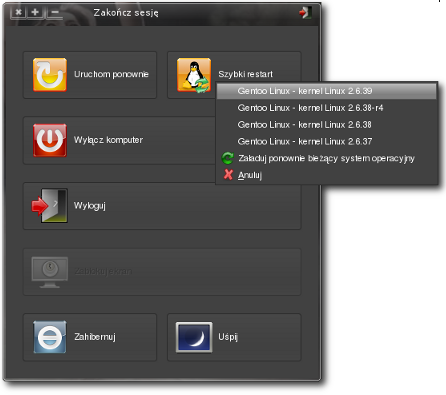 Zakończ sesję
Uruchom ponownie
Szybki restart
Gentoo Linux - kernel Linux 2.6.39
Gentoo Linux - kernel Linux 2.6.38-r4
Gentoo Linux - kernel Linux 2.6.38
Gentoo Linux - kernel Linux 2.6.37
Załaduj ponownie bieżący system operacyjny
Anuluj
Wyłącz komputer
Wyloguj
Zahibernuj
Uśpij